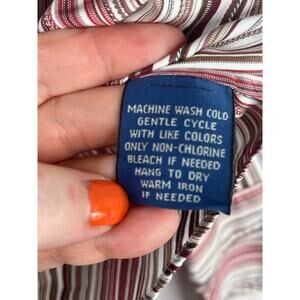 MACHINE WASH COLD
GENTLE CYCLE
WITH LIKE COLORS
ONLY NON-CHLORINE
BLEACH IF NEEDED
HANG TO DRY
WARM IRON
IF NEEDED